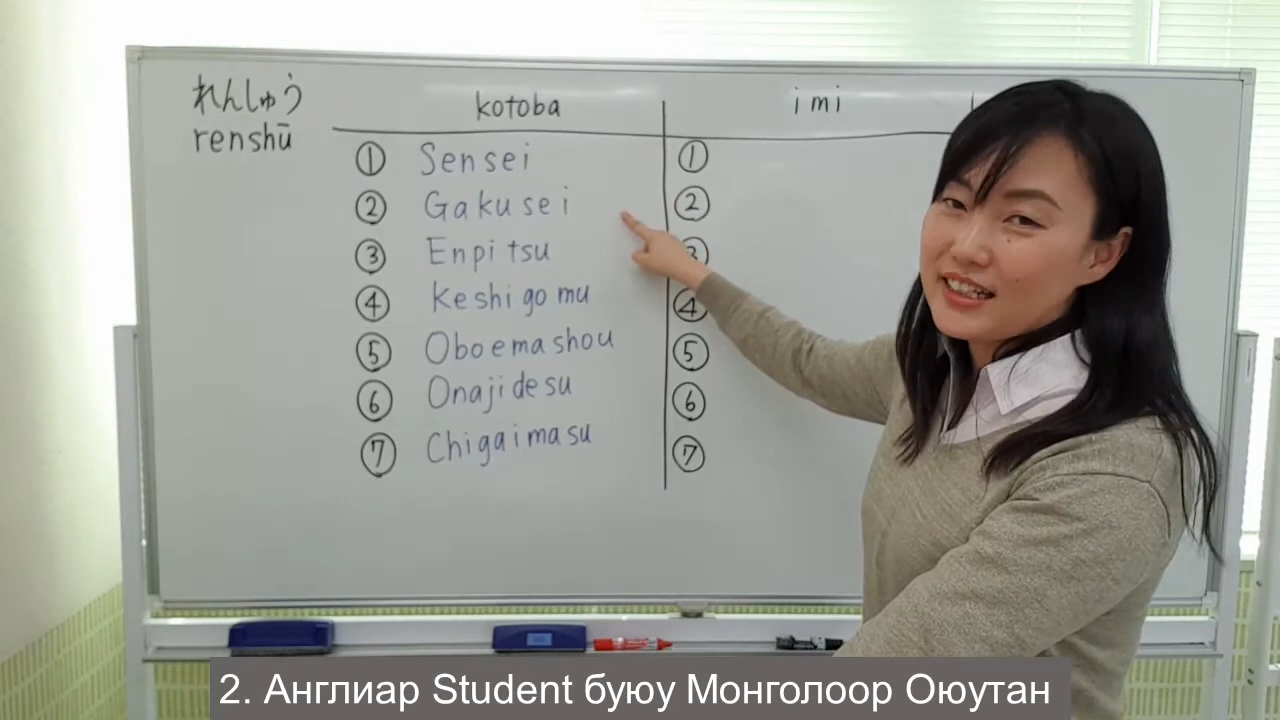 れんしゅう
renshū
kotoba
imi
① Sensei
② Gakusei
③ Enpitsu
④ Keshigomu
⑤ Oboemashou
⑥ Onajidesu
⑦ Chigaimasu
①
②
③
④
⑤
⑥
⑦
2. Англиар Student буюу Монголоор Оюутан